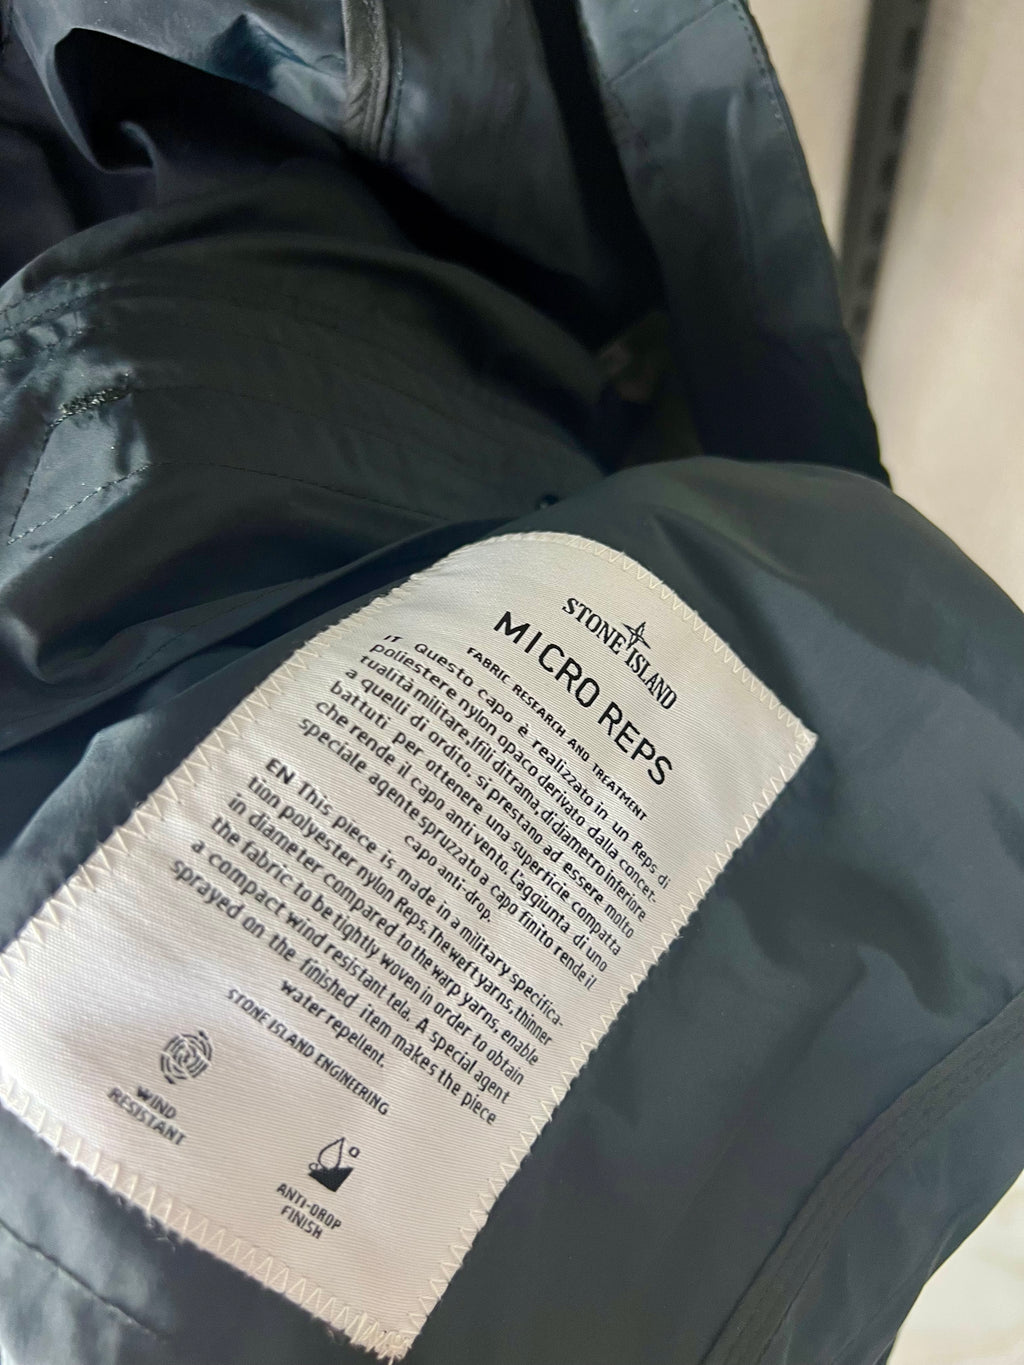 STONE ISLAND
MICRO REPS
FABRIC RESEARCH AND TREATMENT
IT Questo capo è realizzato in un Reps di
poliestere nylon opaco derivato dalla concet-
tualità militare.Ifili ditrama,didiametro inferiore
a quelli di ordito, si prestano ad essere molto
battuti per ottenere una superficie compatta
che rende il capo anti vento. L'aggiunta di uno
speciale agente spruzzato a capo finito rende il
capo anti-drop.
EN This piece is made in a military specifica-
tion polyester nylon Reps.The weft yarns, thinner
in diameter compared to the warp yarns, enable
the fabric to be tightly woven in order to obtain
a compact wind resistant tela. A special agent
sprayed on the finished item makes the piece
water repellent.
STONE ISLAND ENGINEERING
WIND
RESISTANT
ANTI-DROP
FINISH